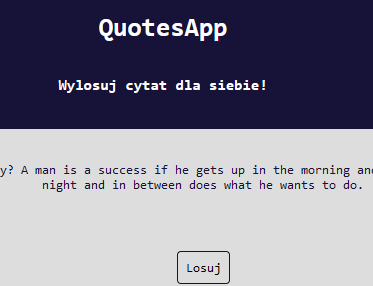 QuotesApp
Wylosuj cytat dla siebie!
y? A man is a success if he gets up in the morning and
night and in between does what he wants to do.
Losuj